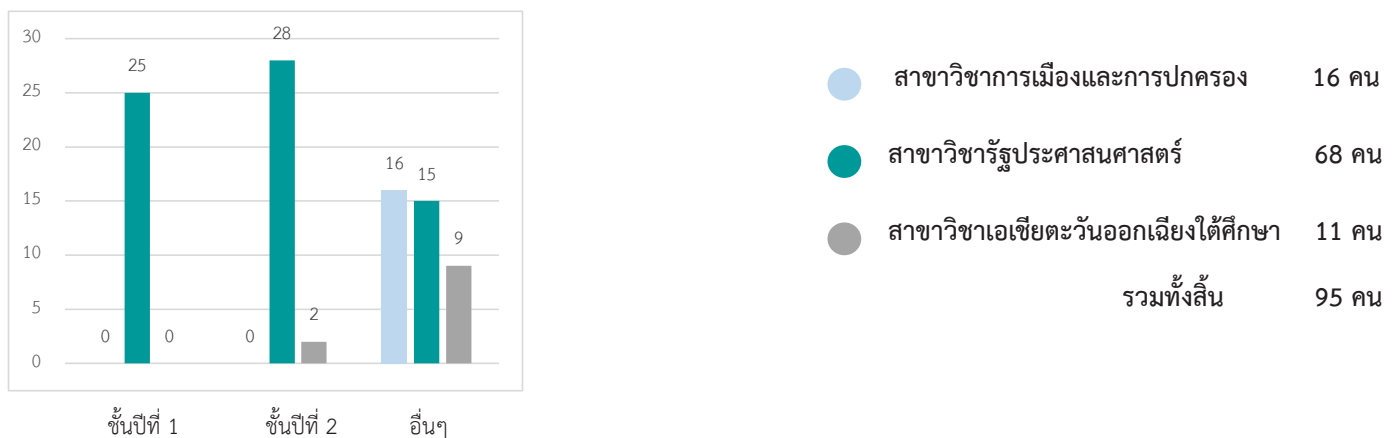 30
25
20
15
10
5
0
0
25
0
0
28
2
16
15
9
ชั้นปีที่ 1
ชั้นปีที่ 2
อื่นๆ
สาขาวิชาการเมืองและการปกครอง 16 คน
สาขาวิชารัฐประศาสนศาสตร์ 68 คน
สาขาวิชาเอเชียตะวันออกเฉียงใต้ศึกษา 11 คน
รวมทั้งสิ้น 95 คน